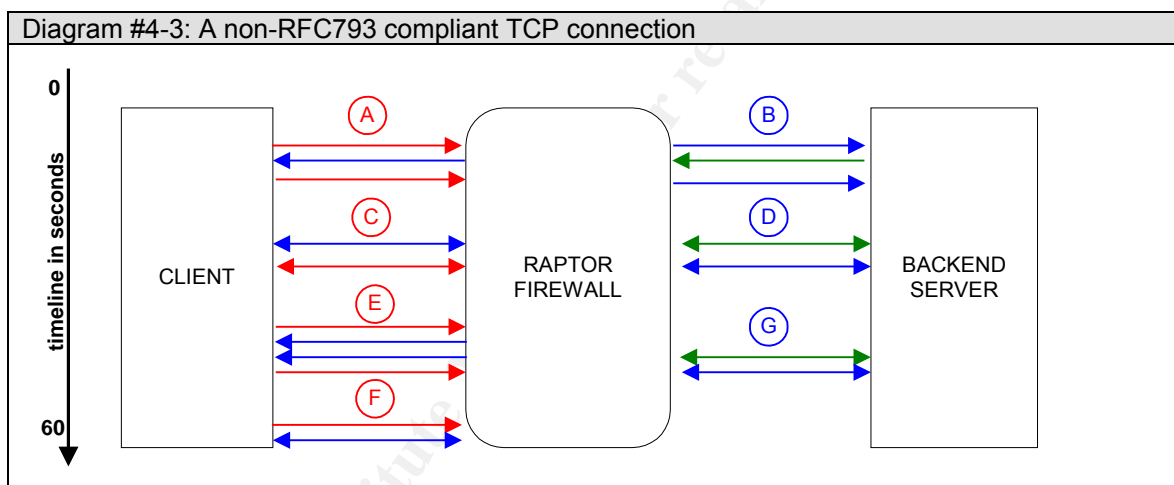 Diagram #4-3: A non-RFC793 compliant TCP connection
0
A
B
C
D
CLIENT
RAPTOR
FIREWALL
BACKEND
SERVER
timeline in seconds
E
G
F
60